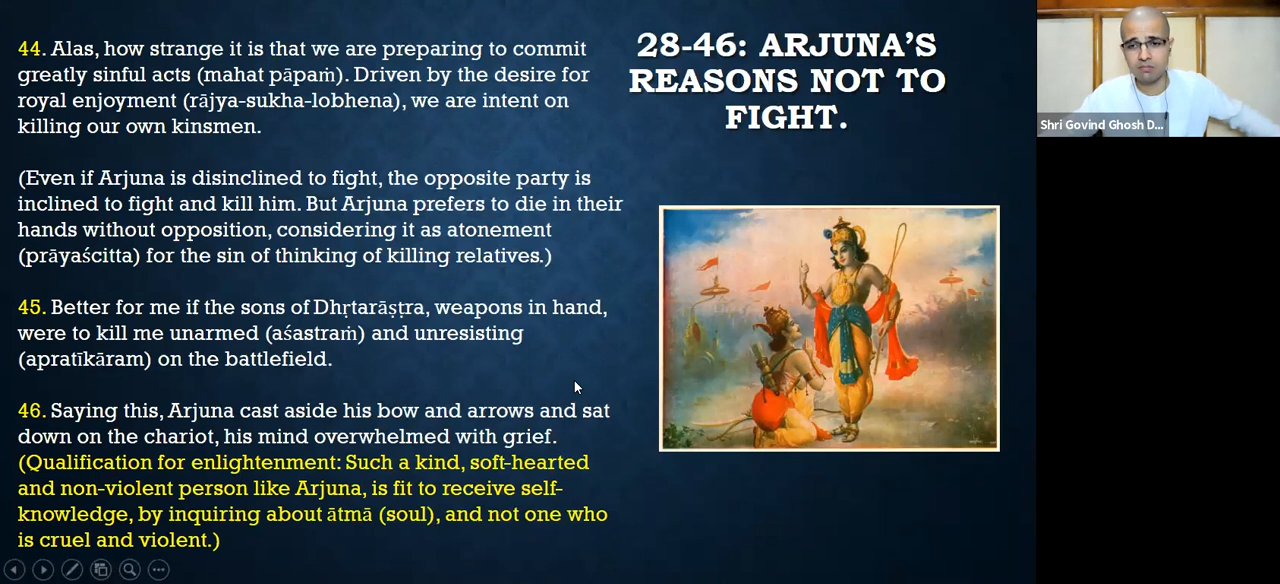 44. Alas, how strange it is that we are preparing to commit
greatly sinful acts (mahat pāpaṁ). Driven by the desire for
royal enjoyment (rājya-sukha-lobhena), we are intent on
killing our own kinsmen.
(Even if Arjuna is disinclined to fight, the opposite party is
inclined to fight and kill him. But Arjuna prefers to die in their
hands without opposition, considering it as atonement
(prāyaścitta) for the sin of thinking of killing relatives.)
45. Better for me if the sons of Dhṛtarāṣṭra, weapons in hand,
were to kill me unarmed (aśastraṁ) and unresisting
(apratīkāram) on the battlefield.
46. Saying this, Arjuna cast aside his bow and arrows and sat
down on the chariot, his mind overwhelmed with grief.
(Qualification for enlightenment: Such a kind, soft-hearted
and non-violent person like Arjuna, is fit to receive self-
knowledge, by inquiring about ātmā (soul), and not one who
is cruel and violent.)
28-46: ARJUNA'S
REASONS NOT TO
FIGHT.
Shri Govind Ghosh D...